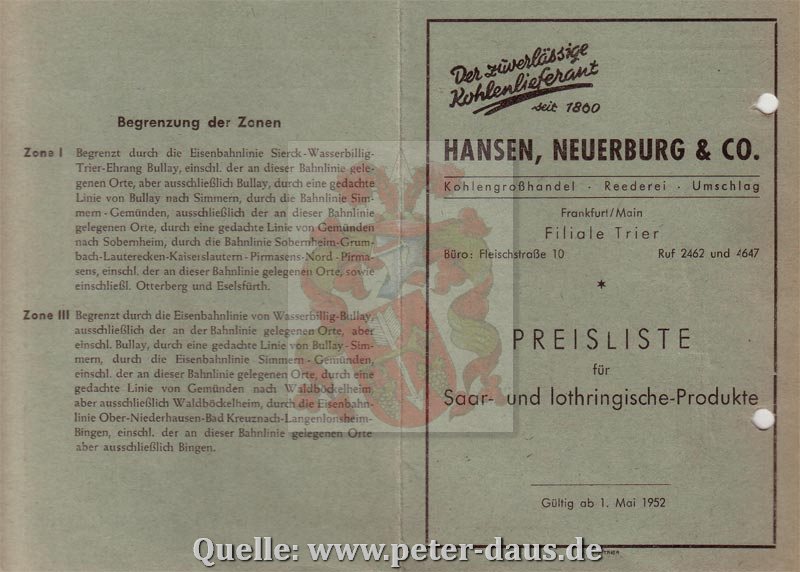 Begrenzung der Zonen
Zone I Begrenzt durch die Eisenbahnlinie Sierck-Wasserbillig-
Trier-Ehrang Bullay, einschl. der an dieser Bahnlinie gele-
genen Orte, aber ausschließlich Bullay, durch eine gedachte
Linie von Bullay nach Simmern, durch die Bahnlinie Sim-
mern-Gemünden, ausschließlich der an dieser Bahnlinie
gelegenen Orte, durch eine gedachte Linie von Gemünden
nach Sobernheim, durch die Bahnlinie Sobernheim-Grum-
bach-Lauterecken-Kaiserslautern-Pirmasens-Nord-Pirma-
sens, einschl. der an dieser Bahnlinie gelegenen Orte, sowie
einschließl. Otterberg und Eselsfürth.
Zone III Begrenzt durch die Eisenbahnlinie von Wasserbillig-Bullay,
ausschließlich der an der Bahnlinie gelegenen Orte, aber
einschl. Bullay, durch eine gedachte Linie von Bullay-Sim-
mern, durch die Eisenbahnlinie Simmern-Gemünden,
einschl. der an dieser Bahnlinie gelegenen Orte, durch eine
gedachte Linie von Gemünden nach Waldböckelheim,
aber ausschließlich Waldböckelheim, durch die Eisenbahn-
linie Ober-Niederhausen-Bad Kreuznach-Langenlonsheim-
Bingen, einschl. der an dieser Bahnlinie gelegenen Orte
aber ausschließlich Bingen.
Der zuverlässige
Kohlenlieferant
seit 1860
HANSEN, NEUERBURG & CO.
Kohlengroßhandel · Reederei · Umschlag
Frankfurt/Main
Filiale Trier
Büro: Fleischstraße 10 Ruf 2462 und 4647
*
PREISLISTE
für
Saar- und lothringische-Produkte
Gültig ab 1. Mai 1952
Quelle: www.peter-daus.de